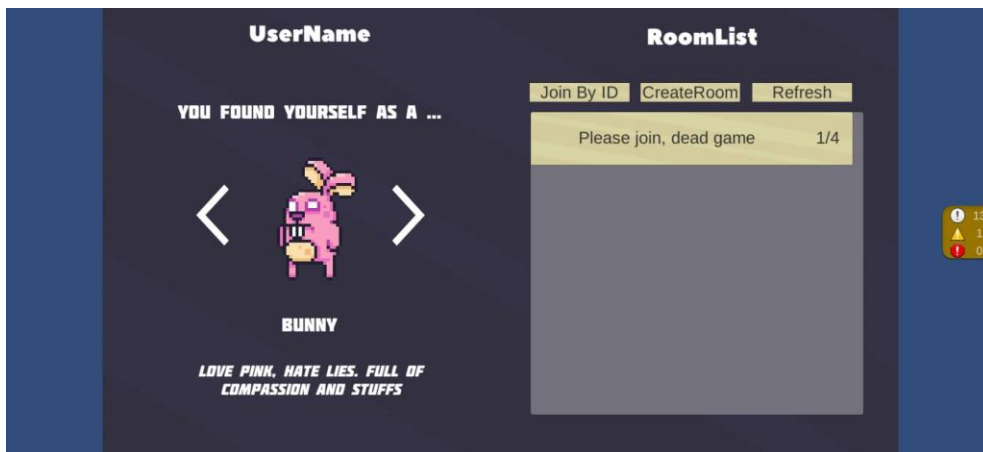 UserName
YOU FOUND YOURSELF AS A ...
BUNNY
LOVE PINK, HATE LIES. FULL OF
COMPASSION AND STUFFS
RoomList
Join By ID CreateRoom Refresh
Please join, dead game 1/4